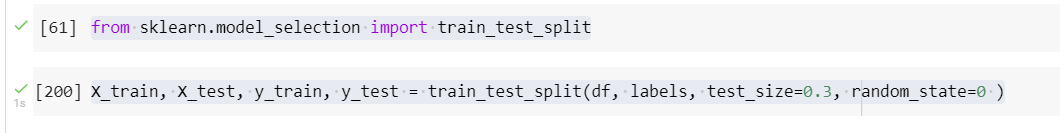 [61] from sklearn.model_selection import train_test_split
[200] X_train, X_test, y_train, y_test = train_test_split(df, labels, test_size=0.3, random_state=0 )
1s